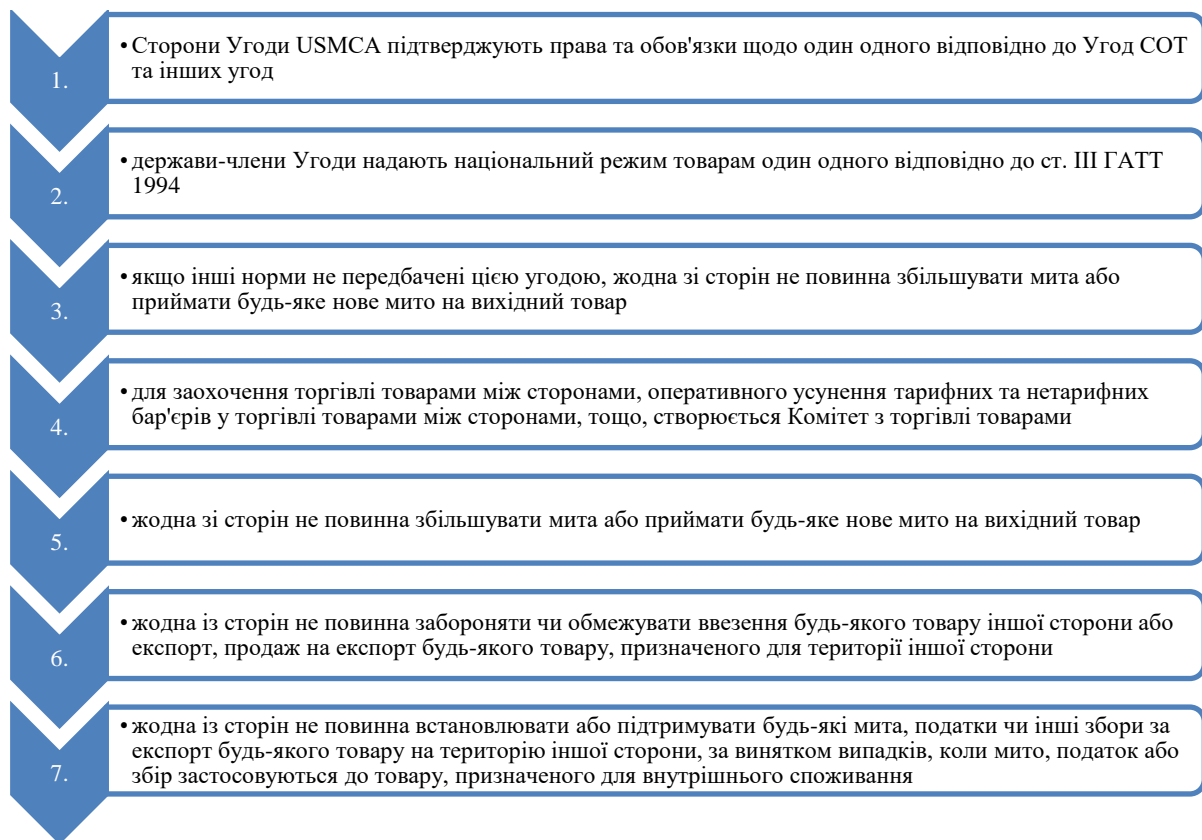 1.
• Сторони Угоди USMCA підтверджують права та обов'язки щодо один одного відповідно до Угод СОТ
та інших угод
2.
• держави-члени Угоди надають національний режим товарам один одного відповідно до ст. III ГАТТ
1994
3.
• якщо інші норми не передбачені цією угодою, жодна зі сторін не повинна збільшувати мита або
приймати будь-яке нове мито на вихідний товар
4.
• для заохочення торгівлі товарами між сторонами, оперативного усунення тарифних та нетарифних
бар'єрів у торгівлі товарами між сторонами, тощо, створюється Комітет з торгівлі товарами
5.
• жодна зі сторін не повинна збільшувати мита або приймати будь-яке нове мито на вихідний товар
6.
• жодна із сторін не повинна забороняти чи обмежувати ввезення будь-якого товару іншої сторони або
експорт, продаж на експорт будь-якого товару, призначеного для території іншої сторони
7.
• жодна із сторін не повинна встановлювати або підтримувати будь-які мита, податки чи інші збори за
експорт будь-якого товару на територію іншої сторони, за винятком випадків, коли мито, податок або
збір застосовуються до товару, призначеного для внутрішнього споживання